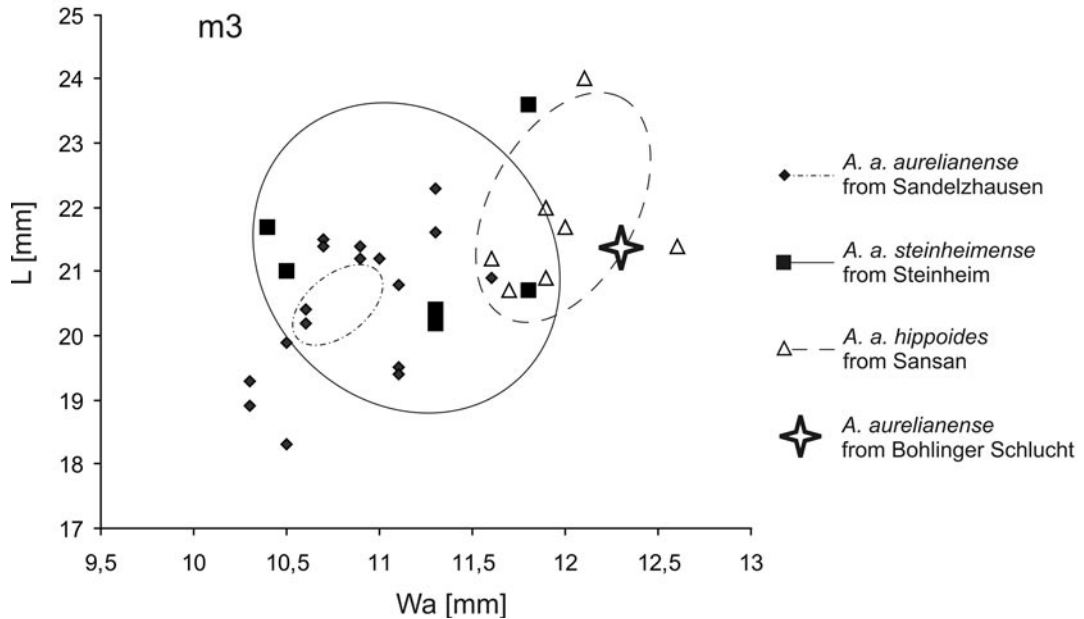 m3
L [mm]
25
24
23
22
21
20
19
18
17
9,5 10 10,5 11 11,5 12 12,5 13
Wa [mm]
A. a. aurelianense
from Sandelzhausen
A. a. steinheimense
from Steinheim
A. a. hippoides
from Sansan
A. aurelianense
from Bohlinger Schlucht